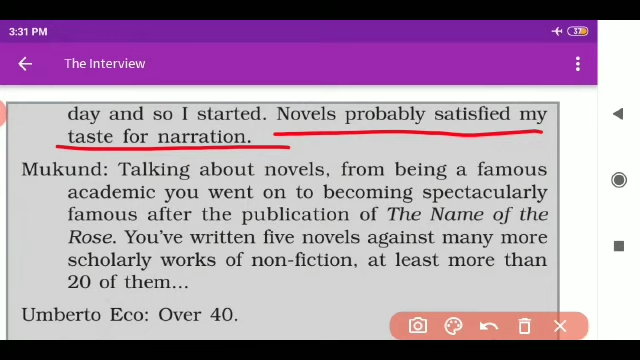 3:31 PM
37
The Interview
day and so I started. Novels probably satisfied my
taste for narration.
Mukund: Talking about novels, from being a famous
academic you went on to becoming spectacularly
famous after the publication of The Name of the
Rose. You've written five novels against many more
scholarly works of non-fiction, at least more than
20 of them...
Umberto Eco: Over 40.